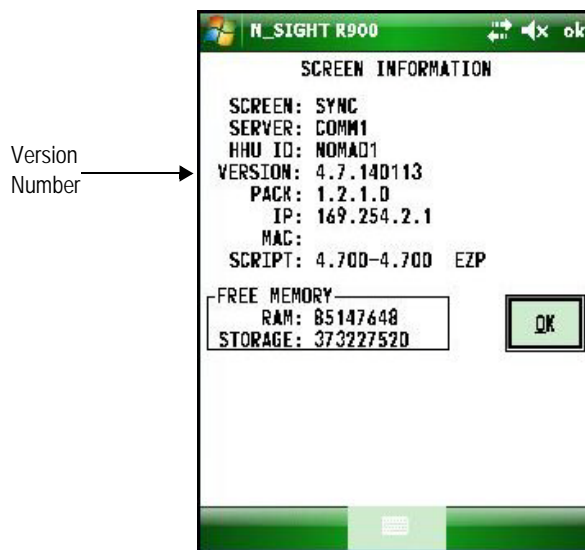 N_SIGHT R900 ok
SCREEN INFORMATION
SCREEN: SYNC
SERVER: COMM1
HHU ID: NOMAD1
Version
Number
VERSION: 4.7.140113
PACK: 1.2.1.0
IP: 169.254.2.1
MAC:
SCRIPT: 4.700-4.700 EZP
FREE MEMORY
RAM: 85147648
STORAGE: 373227520
OK